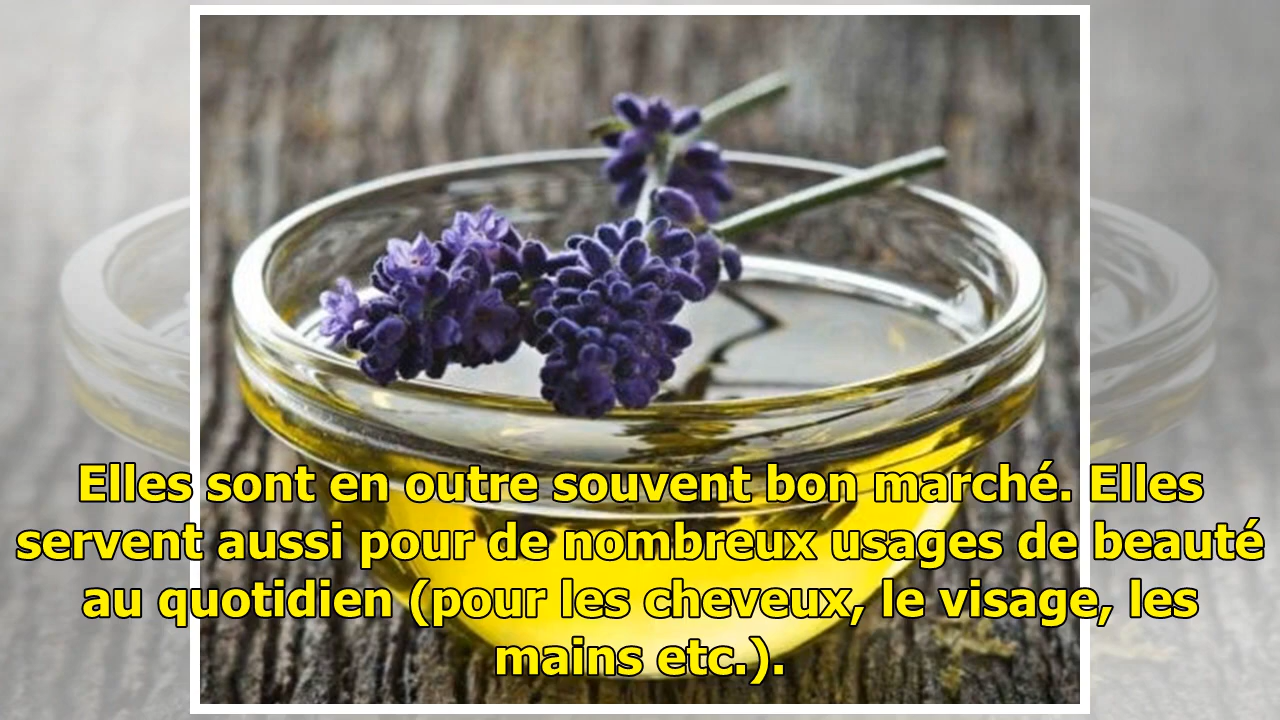 Elles sont en outre souvent bon marché. Elles
servent aussi pour de nombreux usages de beauté
au quotidien (pour les cheveux, le visage, les
mains etc.).